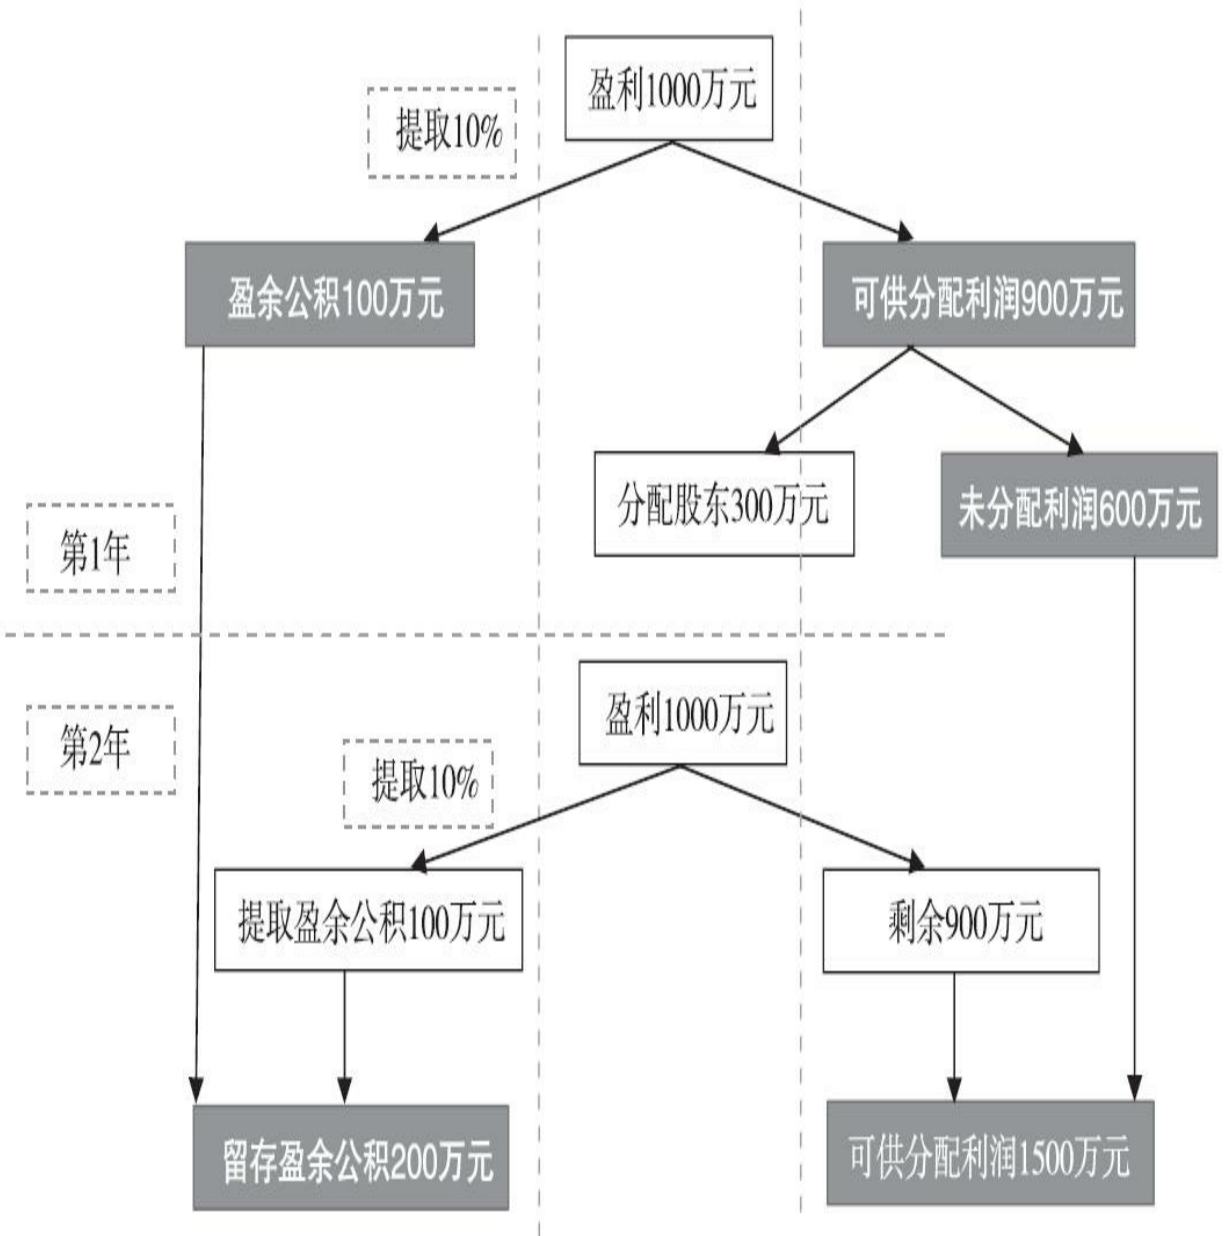 盈利1000万元
提取10%
盈余公积100万元
可供分配利润900万元
分配股东300万元
未分配利润600万元
第1年
盈利1000万元
第2年
提取10%
提取盈余公积100万元
剩余900万元
留存盈余公积200万元
可供分配利润1500万元